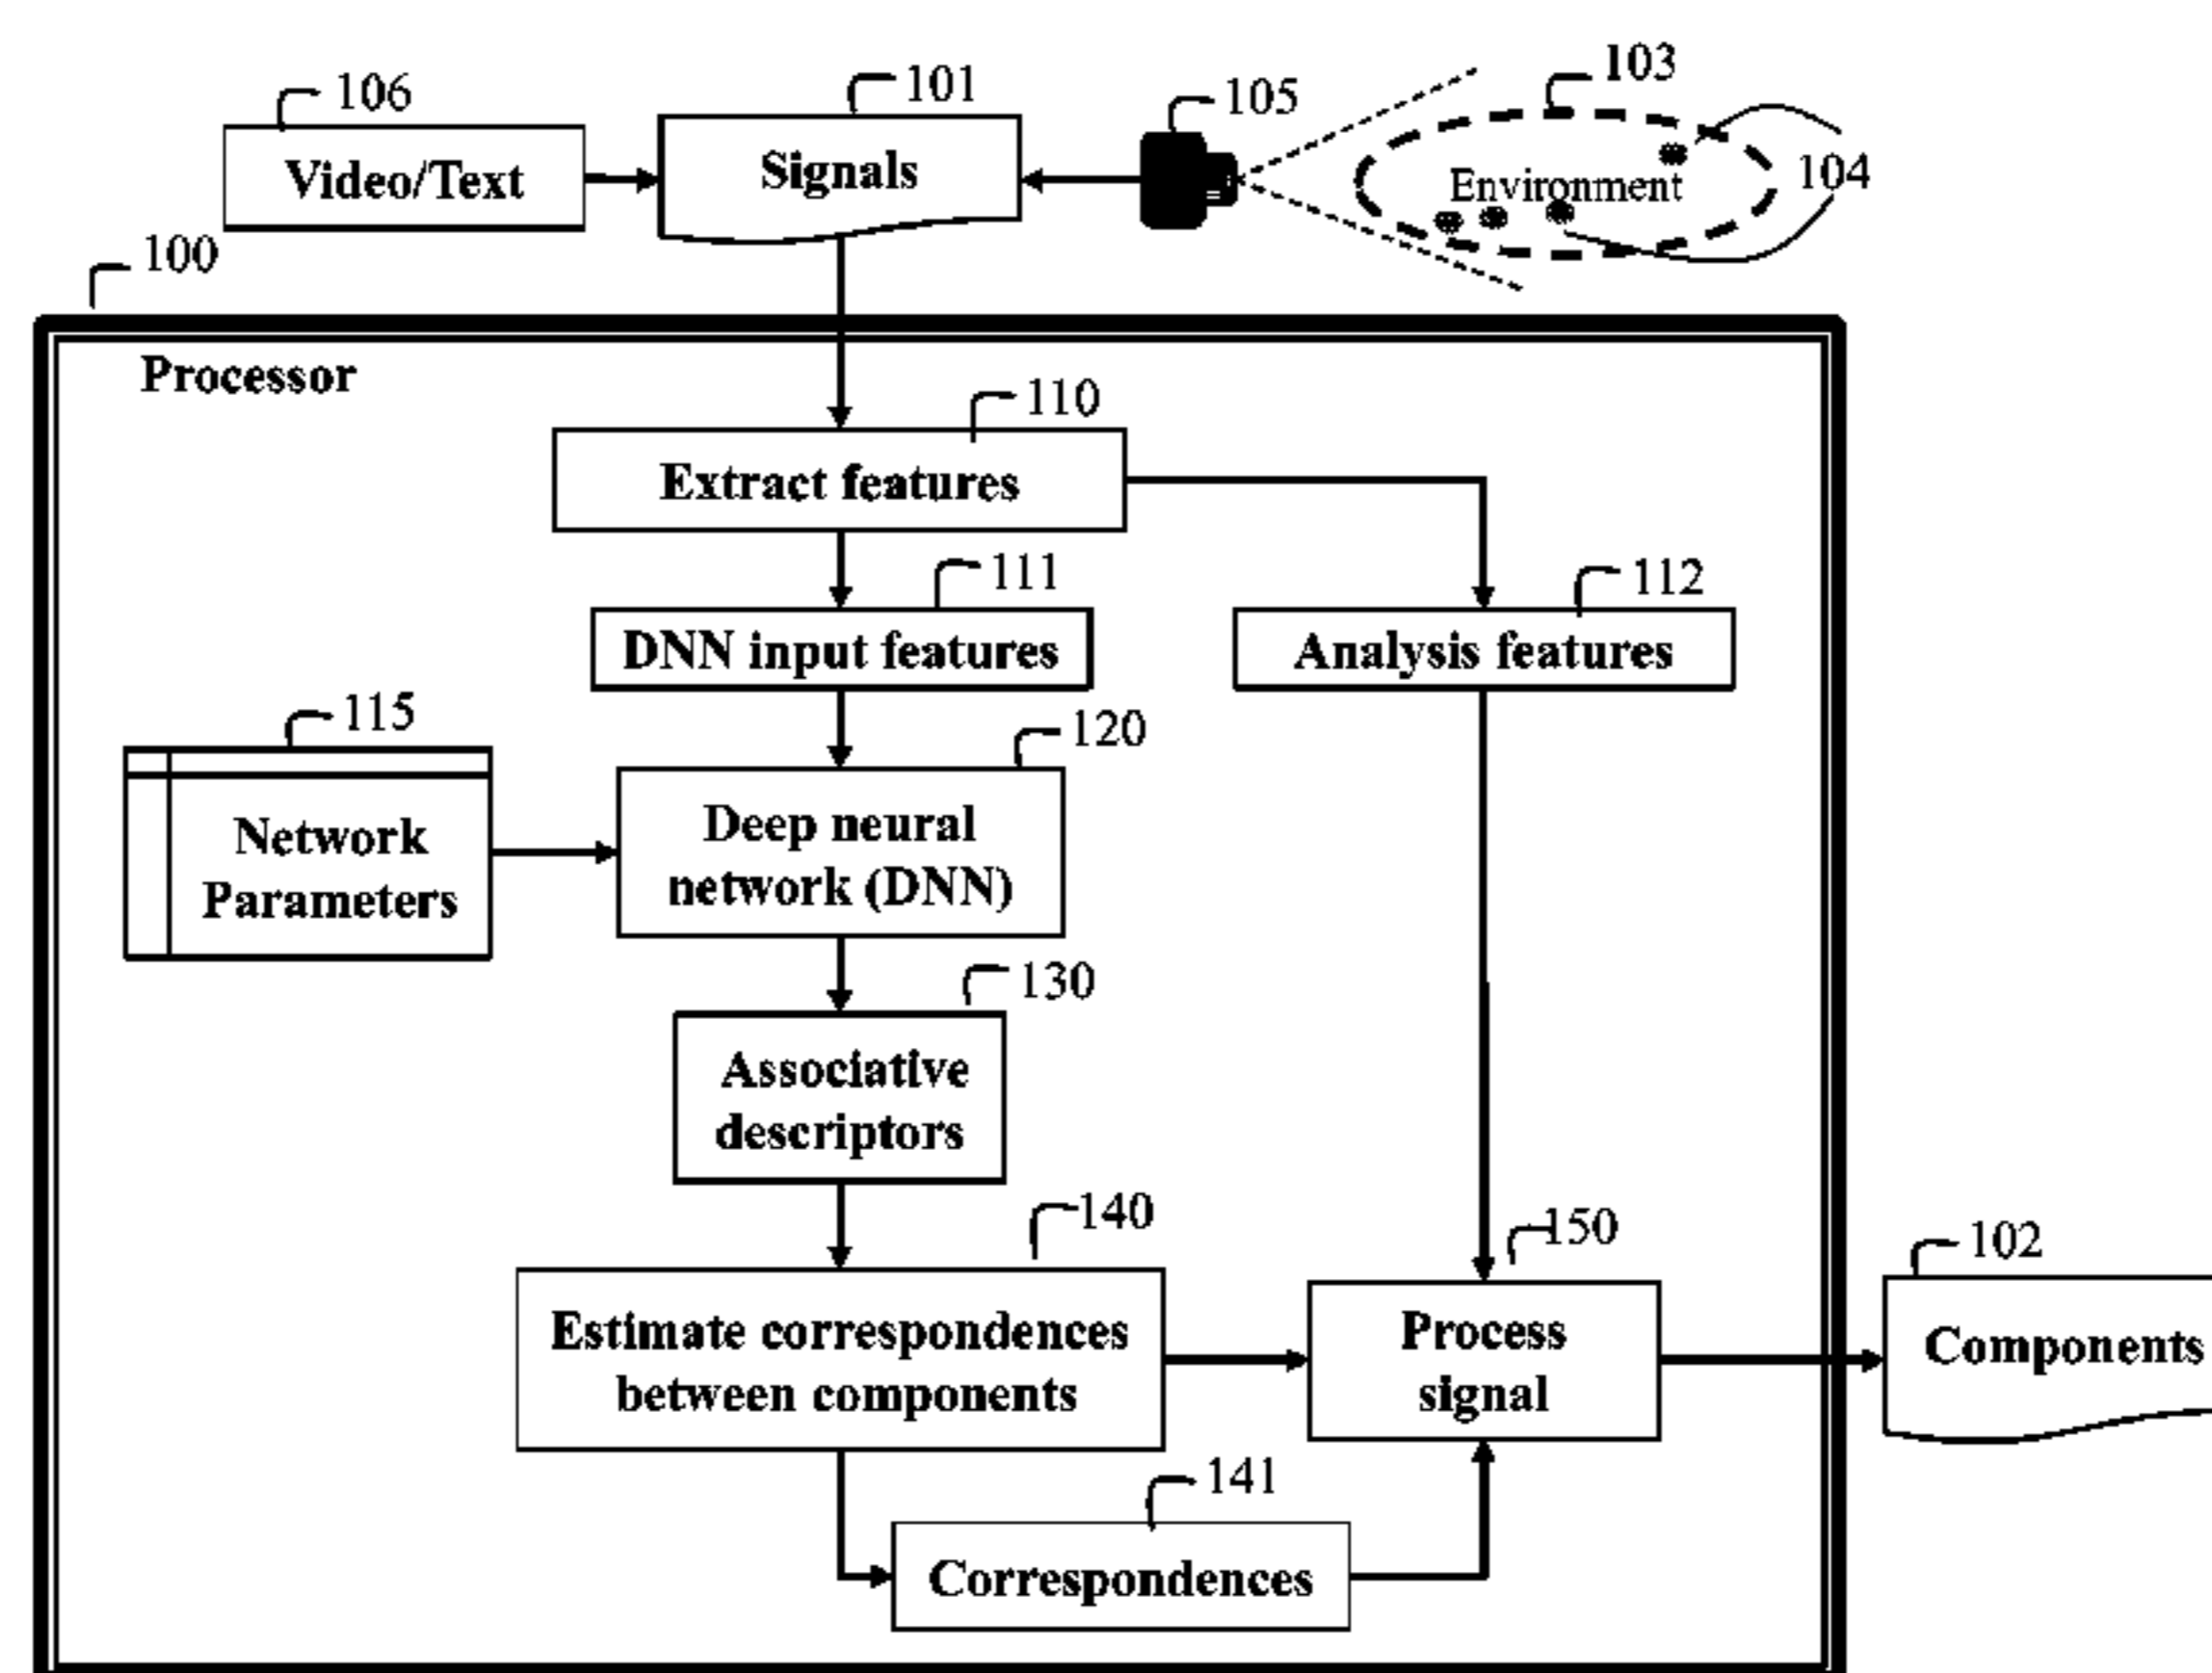 103
101
105
106
Video/Text
Signals
Environment
104
100
Processor
110
Extract features
111
112
DNN input features
Analysis features
115
120
Network
Parameters
Deep neural
network (DNN)
130
Associative
descriptors
140
150
102
Estimate correspondences
between components
Process
signal
Components
141
Correspondences